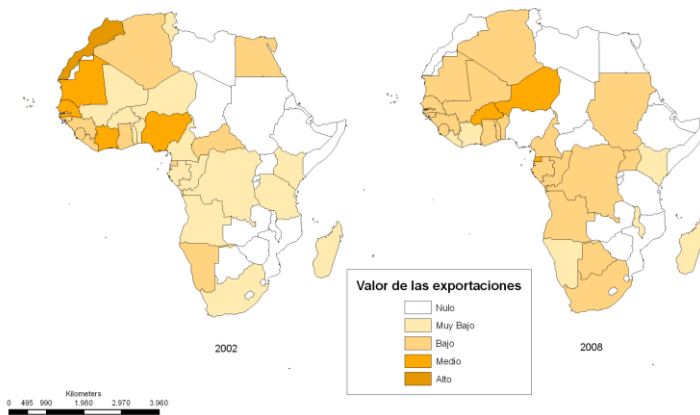 Valor de las exportaciones
Nulo
Muy Bajo
Bajo
Medio
Alto
2002
2008
Kilometers
0 495 990 1.980 2.970 3.960